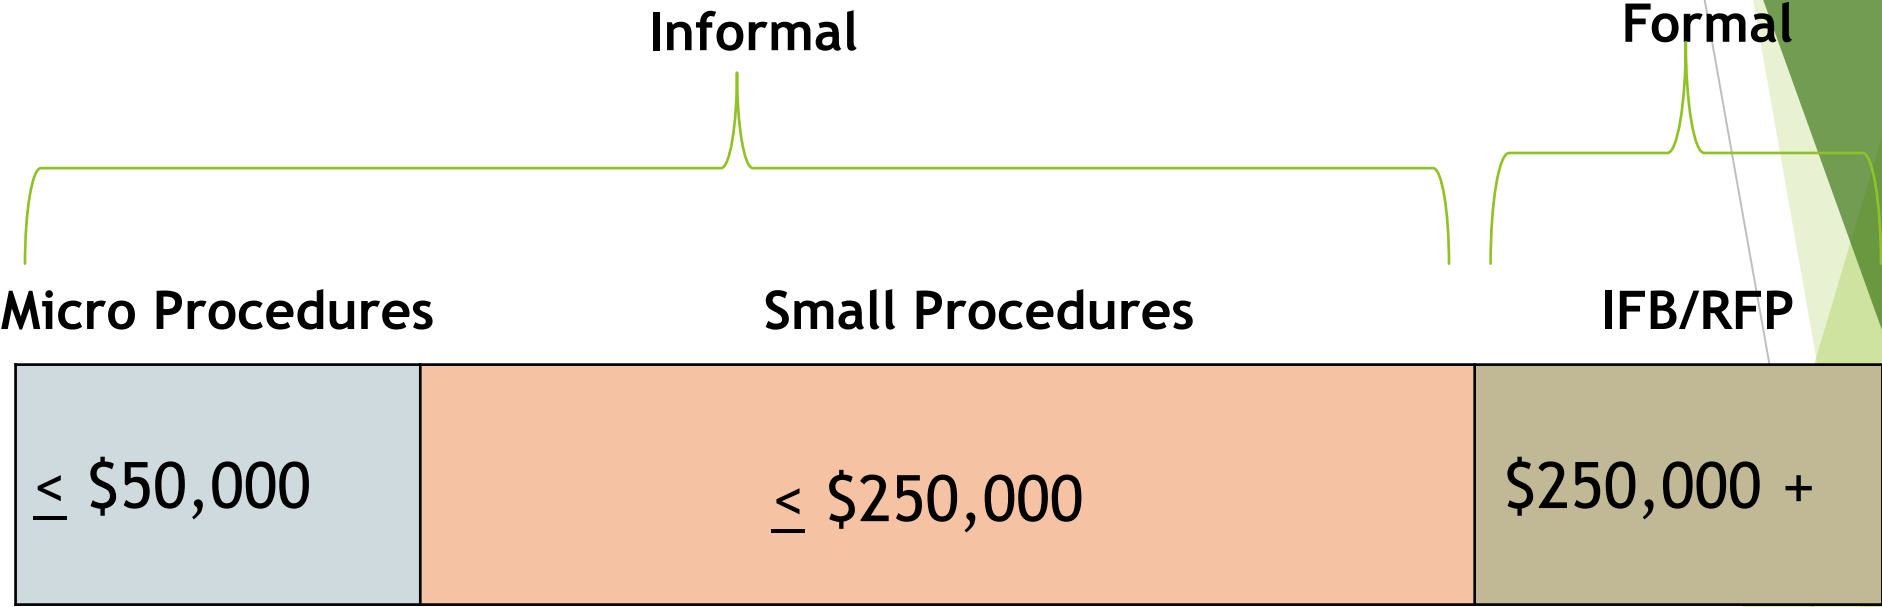 Informal
Formal
Micro Procedures
Small Procedures
IFB/RFP
≤ $50,000
≤ $250,000
$250,000 +